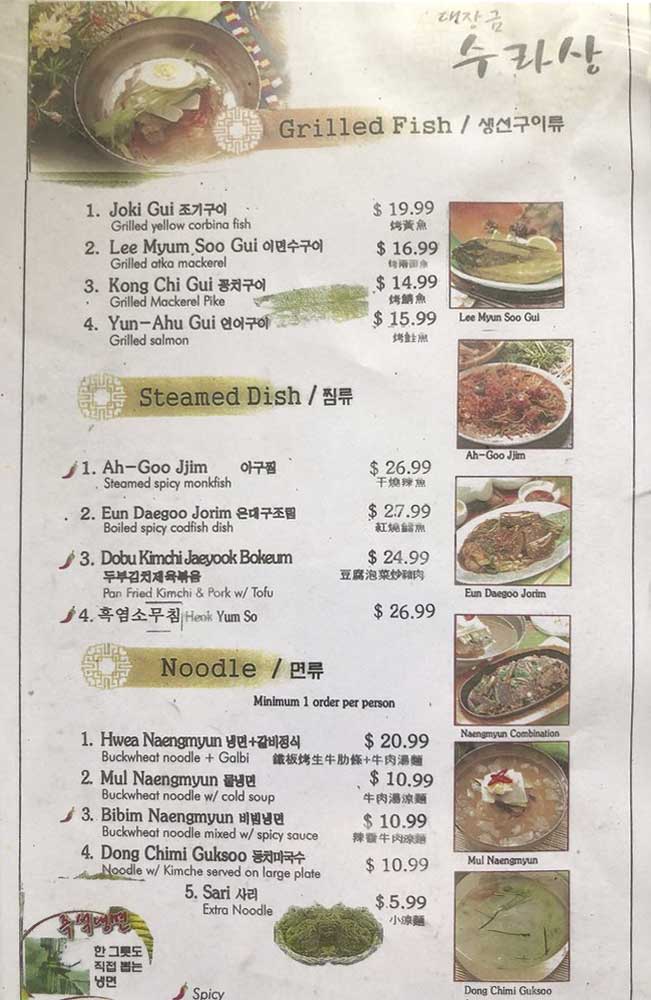 대장금
수라상
Grilled Fish / 생선구이류
1. Joki Gui 조기구이 $ 19.99
Grilled yellow corbina fish 烤黃魚
2. Lee Myum Soo Gui 이면수구이 $ 16.99
Grilled atka mackerel
3. Kong Chi Gui 꽁치구이 $ 14.99
Grilled Mackerel Pike 烤鯖魚
4. Yun-Ahu Gui 연어구이 $ 15.99
Grilled salmon 烤鮭魚
Lee Myun Soo Gui
Steamed Dish / 찜류
Ah-Goo Jjim
1. Ah-Goo Jjim 아구찜 $ 26.99
Steamed spicy monkfish 干燒辣魚
2. Eun Daegoo Jorim 은대구조림 $ 27.99
Boiled spicy codfish dish 紅燒鱈魚
3. Dobu Kimchi Jaeyook Bokeum $ 24.99
두부김치제육볶음 豆腐泡菜炒豬肉
Pan Fried Kimchi & Pork w/ Tofu
Eun Daegoo Jorim
4. 흑염소무침 Heuk Yum So $ 26.99
Noodle / 면류
Minimum 1 order per person
Naengmyun Combination
1. Hwea Naengmyun 냉면+갈비정식 $ 20.99
Buckwheat noodle + Galbi 鐵板烤生牛肋條+牛肉湯麵
2. Mul Naengmyun 물냉면 $ 10.99
Buckwheat noodle w/ cold soup 牛肉湯涼麵
3. Bibim Naengmyun 비빔냉면 $ 10.99
Buckwheat noodle mixed w/ spicy sauce 辣醬牛肉涼麵
Mul Naengmyun
4. Dong Chimi Guksoo 동치미국수 $ 10.99
Noodle w/ Kimche served on large plate
5. Sari 사리 $.5.99
Extra Noodle 小涼麵
즉석냉면
한 그릇도
직접 뽑는
냉면
Spicy
Dong Chimi Guksoo